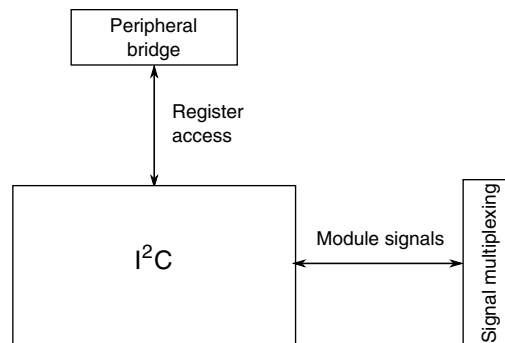 Peripheral
bridge
Register
access
I²C
Module signals
Signal multiplexing